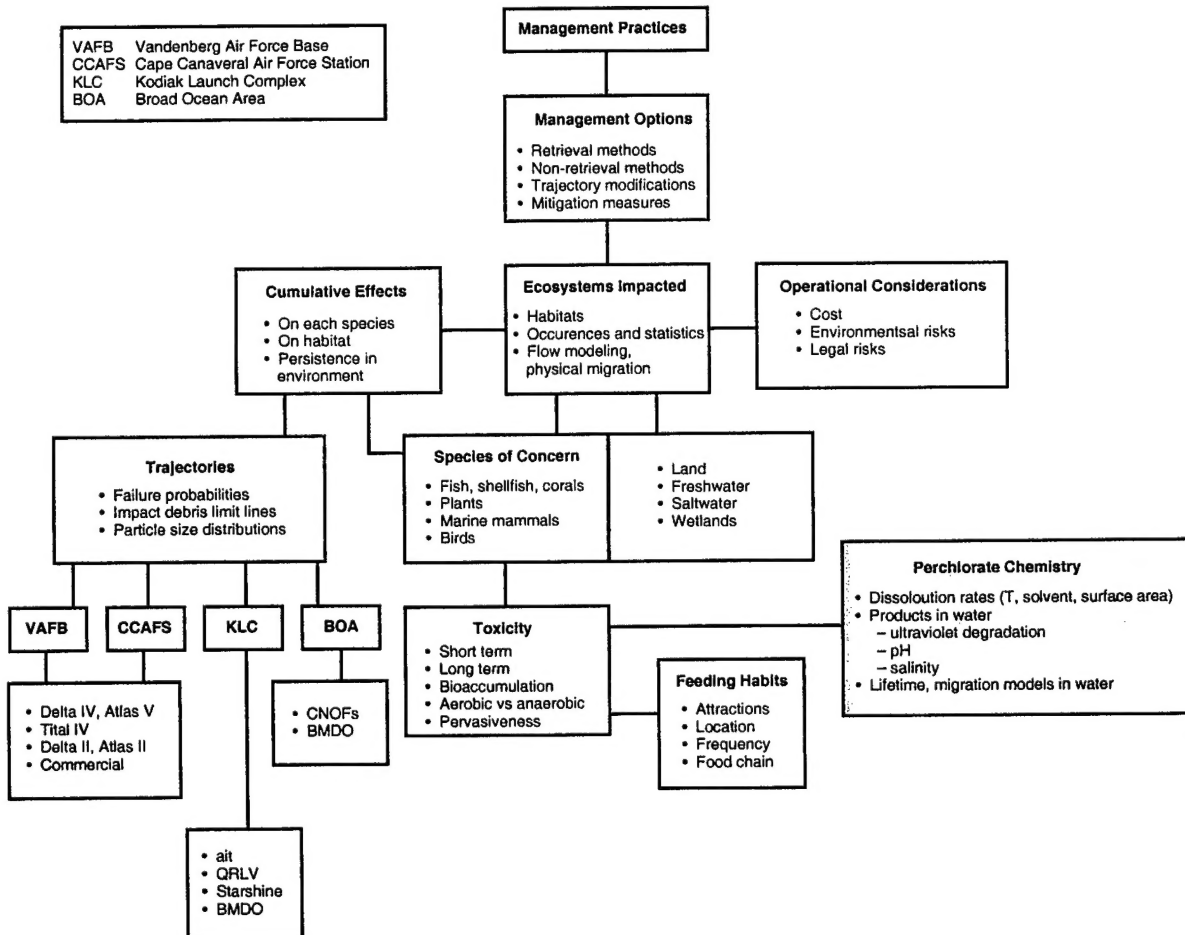 VAFB Vandenberg Air Force Base
CCAFS Cape Canaveral Air Force Station
KLC Kodiak Launch Complex
BOA Broad Ocean Area
Management Practices
Management Options
• Retrieval methods
• Non-retrieval methods
• Trajectory modifications
• Mitigation measures
Cumulative Effects
• On each species
• On habitat
• Persistence in
environment
Ecosystems Impacted
• Habitats
• Occurences and statistics
• Flow modeling,
physical migration
Operational Considerations
• Cost
• Environmentsal risks
• Legal risks
Trajectories
• Failure probabilities
• Impact debris limit lines
• Particle size distributions
Species of Concern
• Fish, shellfish, corals
• Plants
• Marine mammals
• Birds
• Land
• Freshwater
• Saltwater
• Wetlands
Perchlorate Chemistry
• Dissoloution rates (T, solvent, surface area)
• Products in water
– ultraviolet degradation
– pH
– salinity
• Lifetime, migration models in water
VAFB
CCAFS
KLC
BOA
Toxicity
• Short term
• Long term
• Bioaccumulation
• Aerobic vs anaerobic
• Pervasiveness
Feeding Habits
• Attractions
• Location
• Frequency
• Food chain
• Delta IV, Atlas V
• Tital IV
• Delta II, Atlas II
• Commercial
• CNOFs
• BMDO
• ait
• QRLV
• Starshine
• BMDO